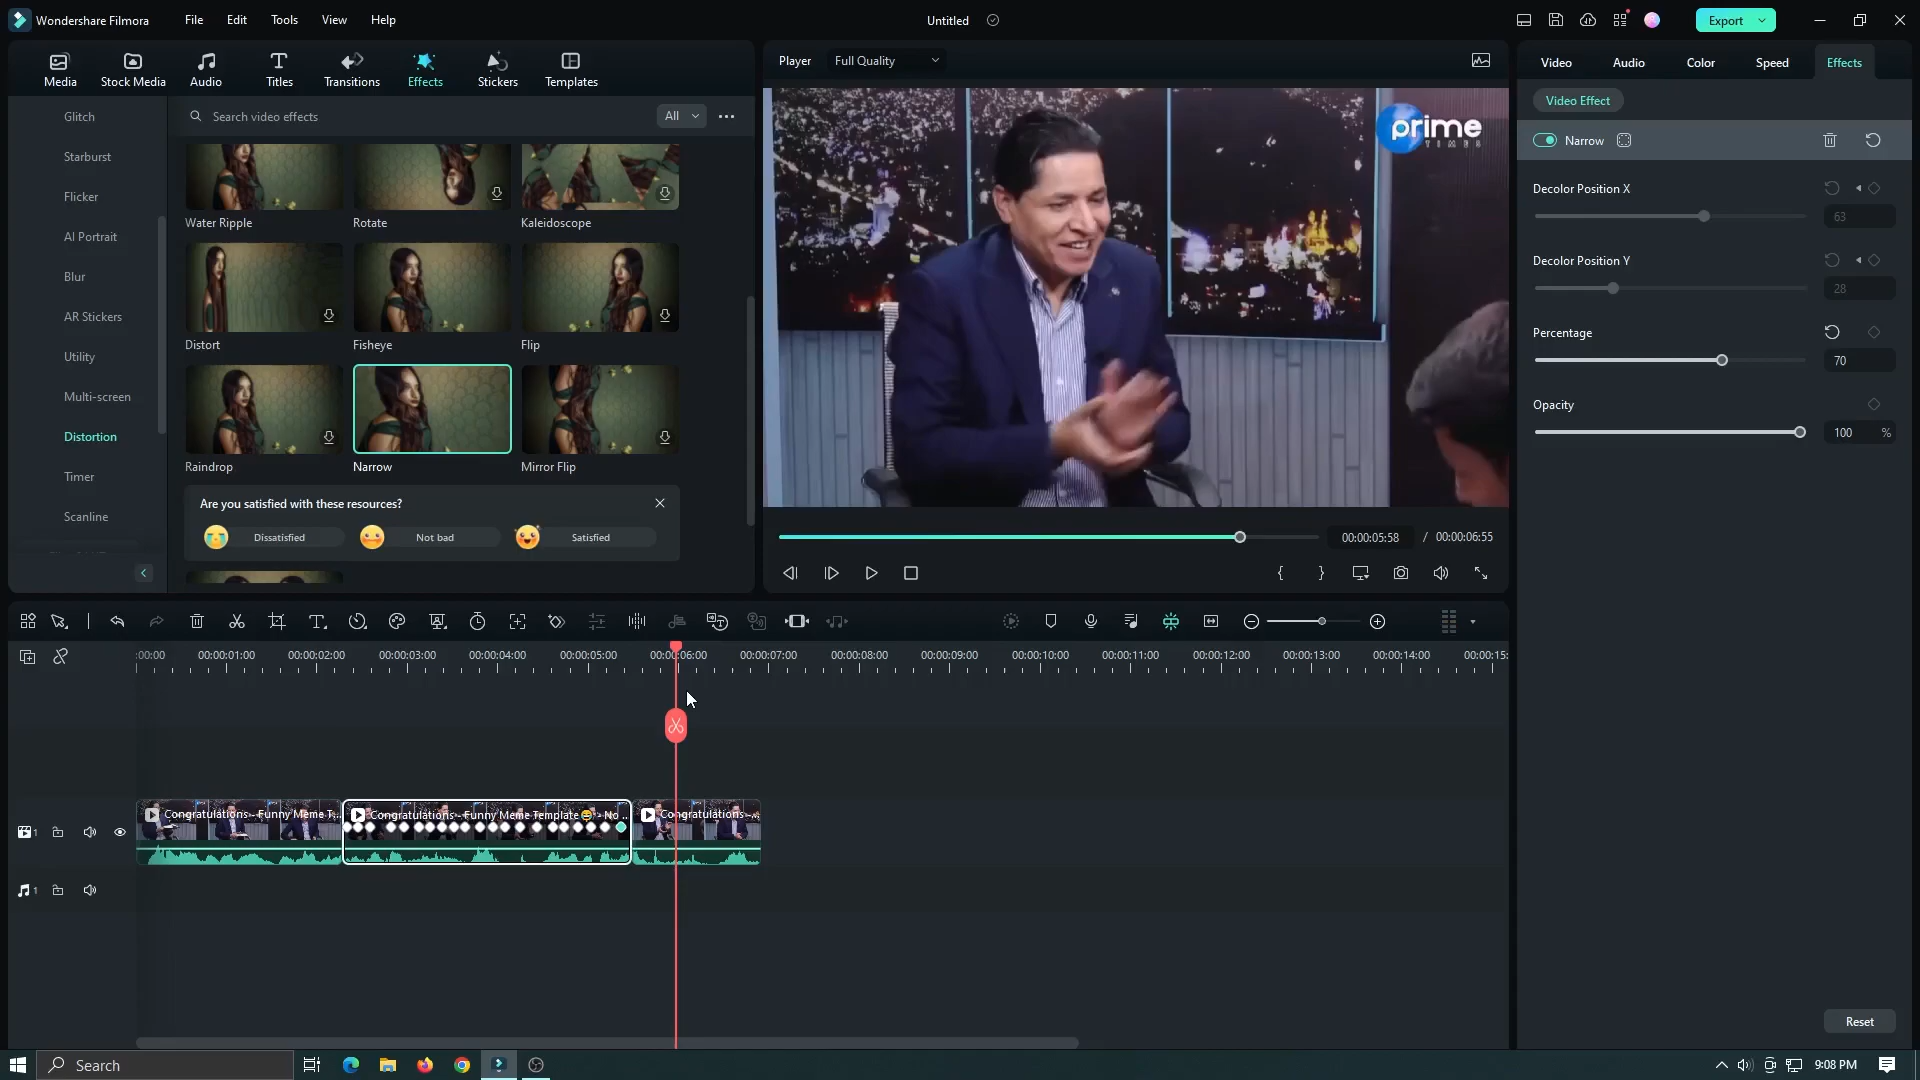 Wondershare Filmora
File
Edit
Tools
View
Help
Untitled
Export
Media
Stock Media
Audio
Titles
Transitions
Effects
Stickers
Templates
Player
Full Quality
Video
Audio
Color
Speed
Effects
Glitch
Starburst
Flicker
AI Portrait
Blur
AR Stickers
Utility
Multi-screen
Distortion
Timer
Scanline
Search video effects
All
Water Ripple
Rotate
Kaleidoscope
Distort
Fisheye
Flip
Raindrop
Narrow
Mirror Flip
Are you satisfied with these resources?
Dissatisfied
Not bad
Satisfied
prime
TIMES
00:00:05:58
/
00:00:06:55
Video Effect
Narrow
Decolor Position X
63
Decolor Position Y
28
Percentage
70
Opacity
100 %
Reset
:00:00
00:00:01:00
00:00:02:00
00:00:03:00
00:00:04:00
00:00:05:00
00:00:06:00
00:00:07:00
00:00:08:00
00:00:09:00
00:00:10:00
00:00:11:00
00:00:12:00
00:00:13:00
00:00:14:00
00:00:15:
Congratulations - Funny Meme T...
Congratulations - Funny Meme Template 😂 - No ...
Congratulations -...
1
1
Search
9:08 PM